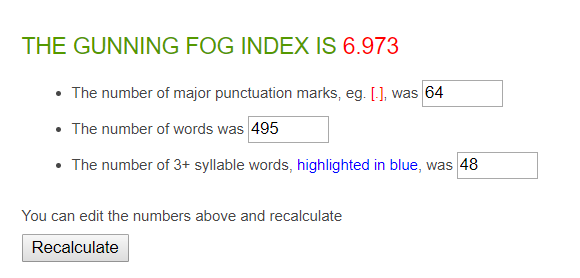 THE GUNNING FOG INDEX IS 6.973
• The number of major punctuation marks, eg. [.], was 64
• The number of words was 495
• The number of 3+ syllable words, highlighted in blue, was 48
You can edit the numbers above and recalculate
Recalculate